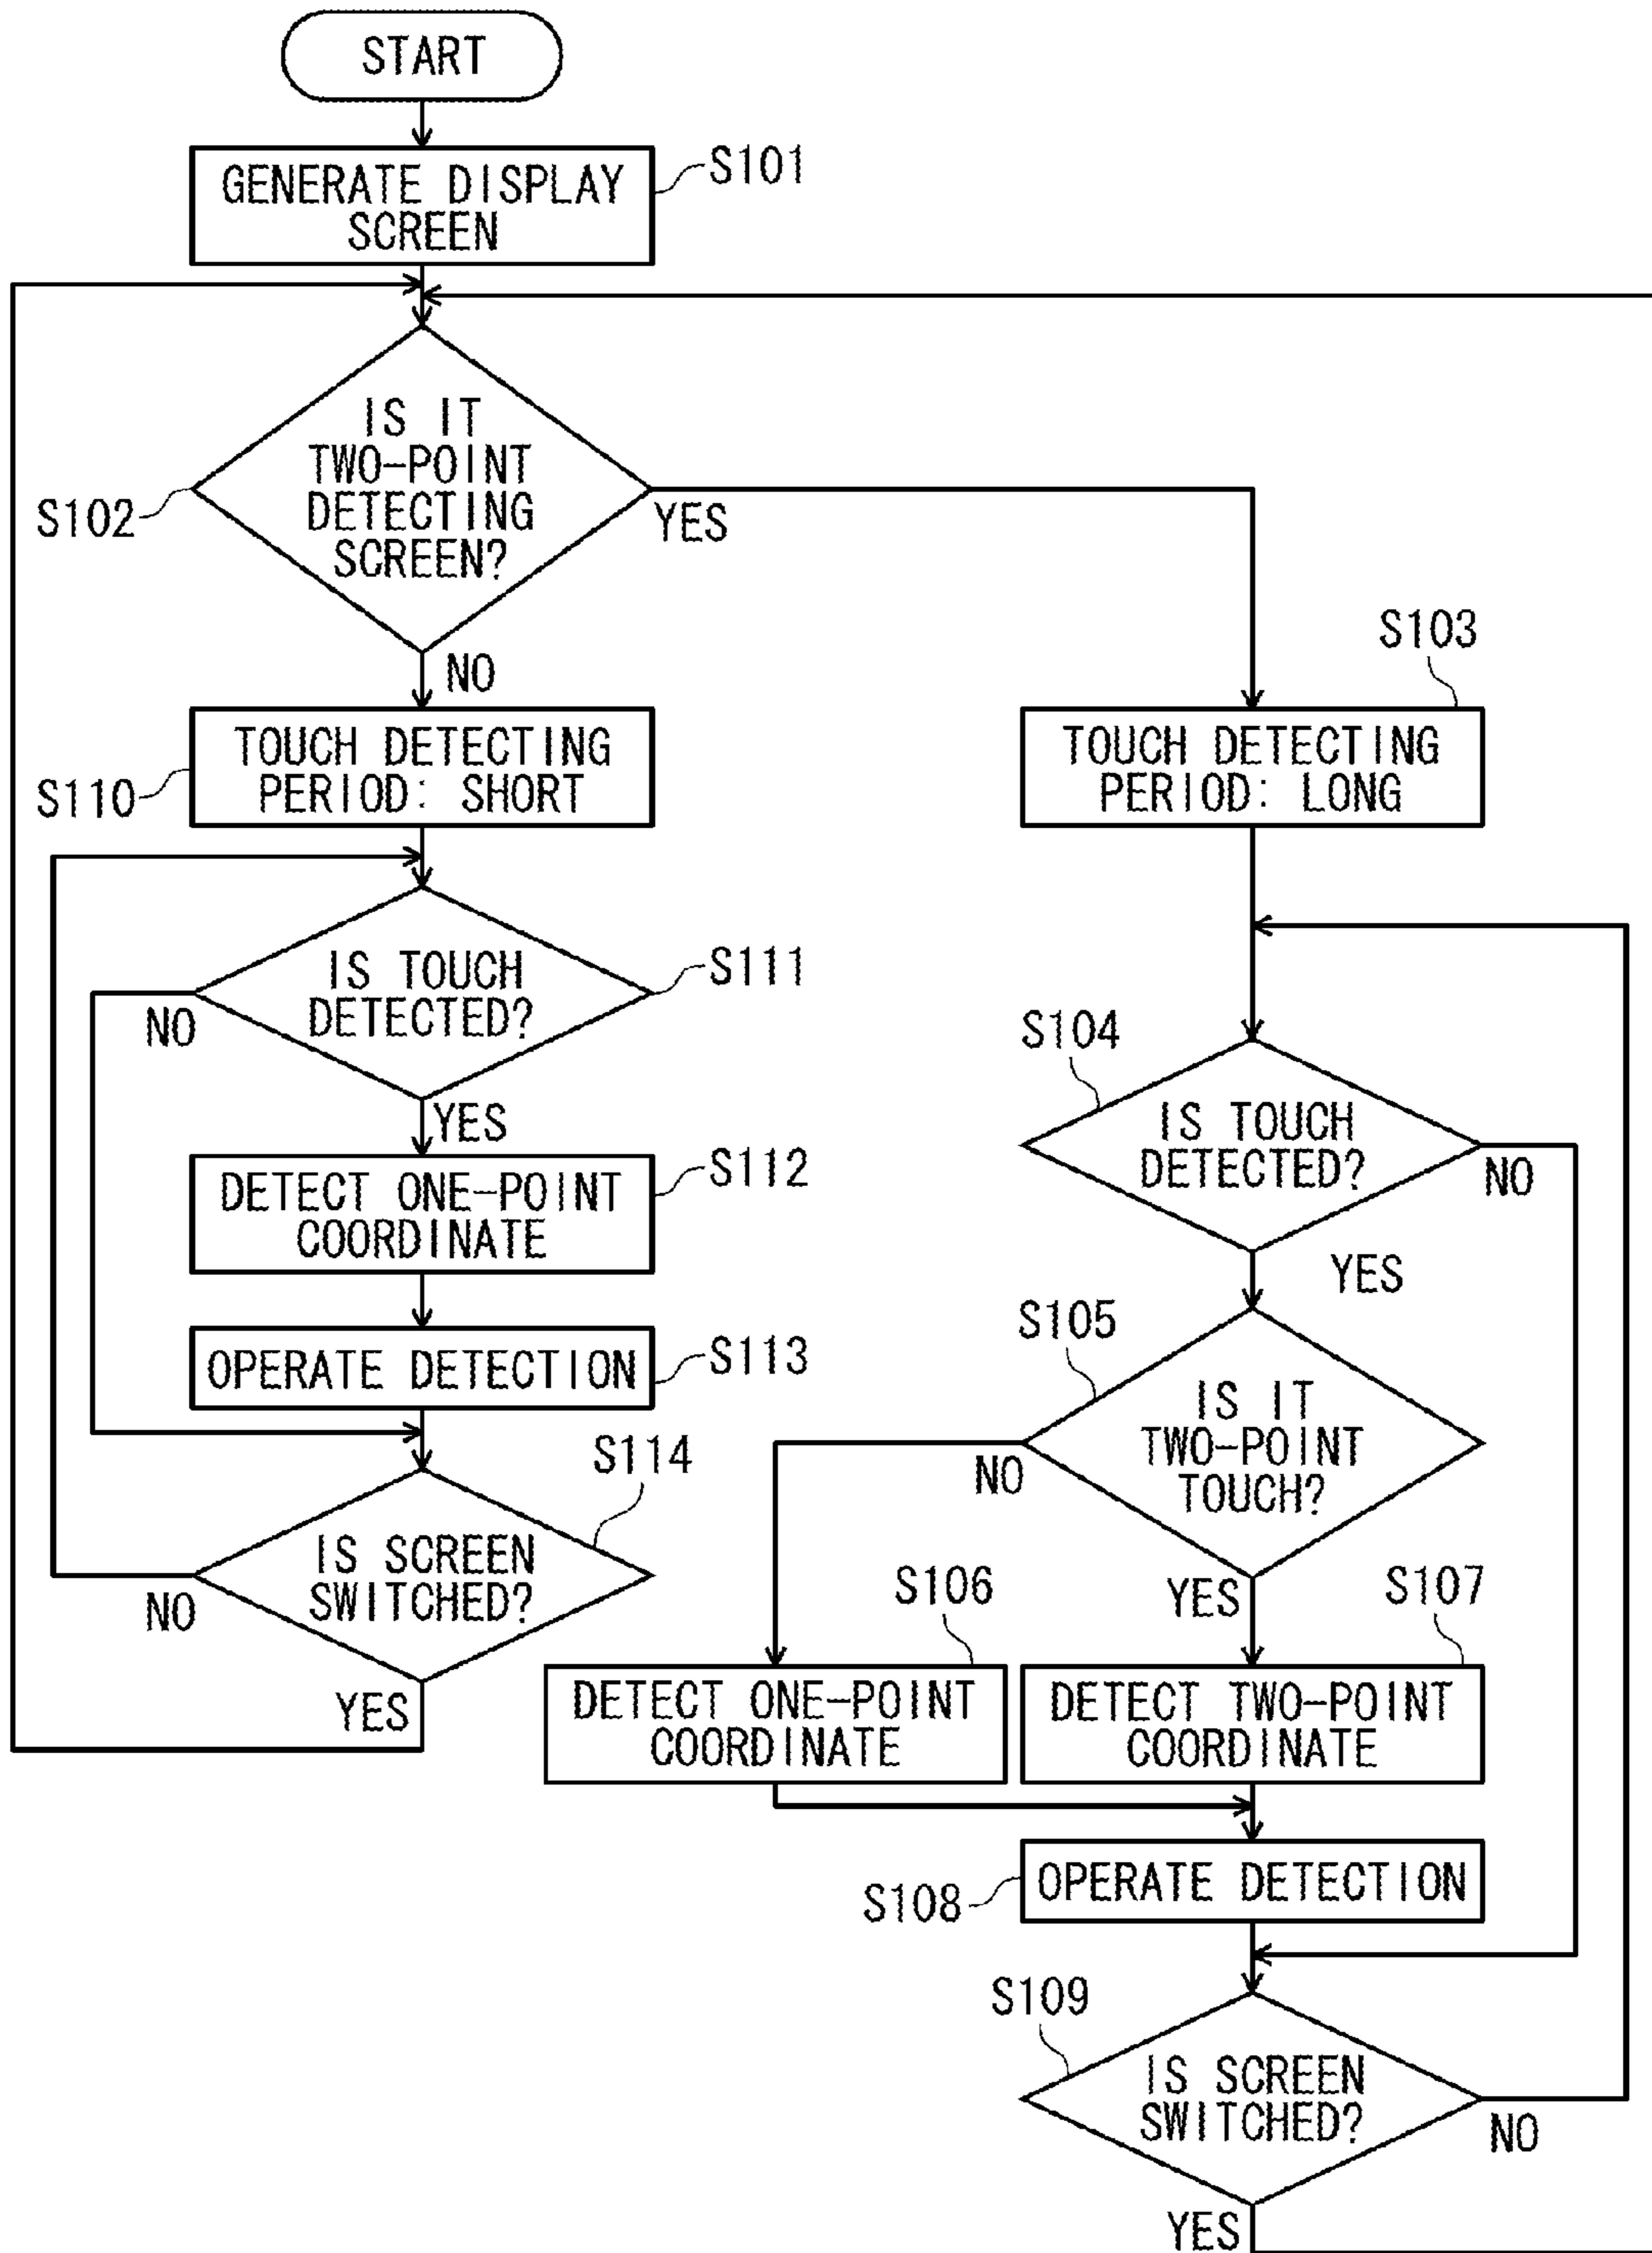 START
GENERATE DISPLAY
SCREEN
S101
IS IT
TWO-POINT
DETECTING
SCREEN?
S102
YES
NO
TOUCH DETECTING
PERIOD: SHORT
S110
S103
TOUCH DETECTING
PERIOD: LONG
IS TOUCH
DETECTED?
S111
NO
YES
S104
IS TOUCH
DETECTED?
NO
YES
DETECT ONE-POINT
COORDINATE
S112
OPERATE DETECTION
S113
S105
IS IT
TWO-POINT
TOUCH?
NO
YES
S114
IS SCREEN
SWITCHED?
NO
YES
S106
DETECT ONE-POINT
COORDINATE
S107
DETECT TWO-POINT
COORDINATE
S108
OPERATE DETECTION
S109
IS SCREEN
SWITCHED?
NO
YES